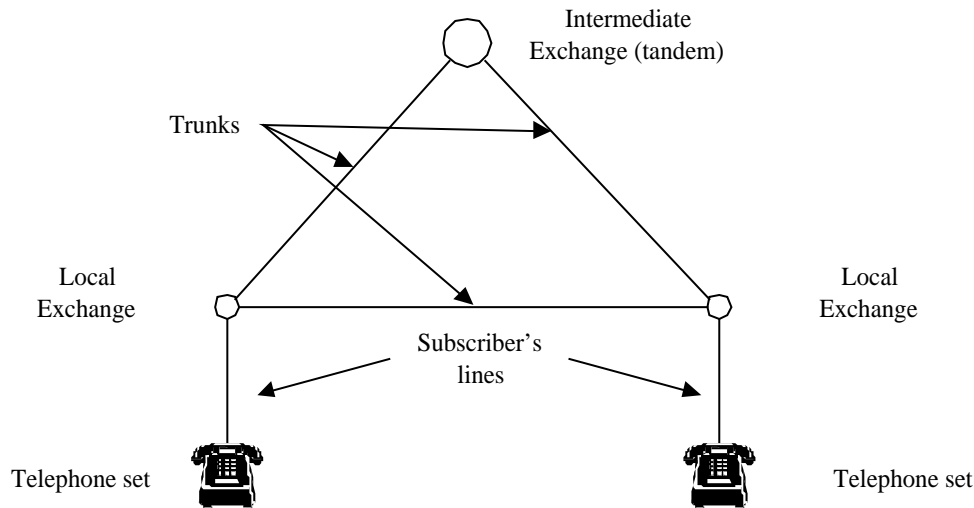 Intermediate
Exchange (tandem)
Trunks
Local
Exchange
Local
Exchange
Subscriber’s
lines
Telephone set
Telephone set